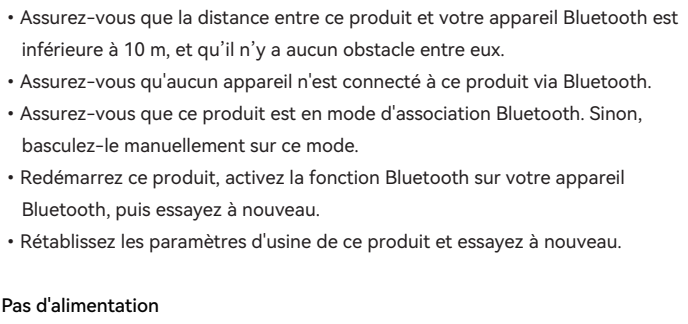 • Assurez-vous que la distance entre ce produit et votre appareil Bluetooth est
inférieure à 10 m, et qu’il n’y a aucun obstacle entre eux.
• Assurez-vous qu'aucun appareil n'est connecté à ce produit via Bluetooth.
• Assurez-vous que ce produit est en mode d'association Bluetooth. Sinon,
basculez-le manuellement sur ce mode.
• Redémarrez ce produit, activez la fonction Bluetooth sur votre appareil
Bluetooth, puis essayez à nouveau.
• Rétablissez les paramètres d'usine de ce produit et essayez à nouveau.
Pas d'alimentation